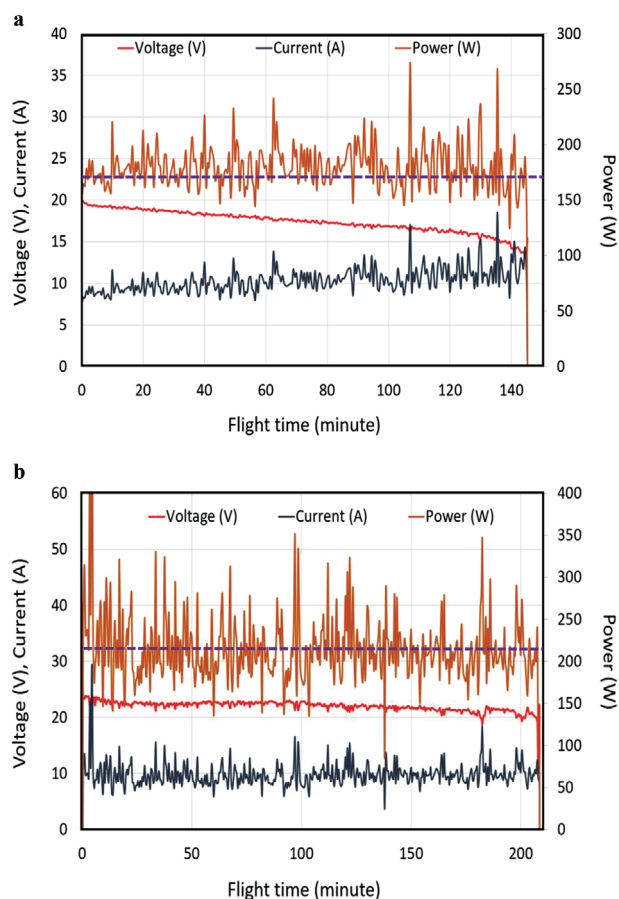 a
Voltage (V) Current (A) Power (W)
40 300
35 250
30
25 200
20 150
15 100
10
5 50
0 0
0 20 40 60 80 100 120 140
Voltage (V), Current (A)
Power (W)
Flight time (minute)
b
60 400
Voltage (V) Current (A) Power (W)
50 350
300
40 250
30 200
20 150
100
10 50
0 0
0 50 100 150 200
Voltage (V), Current (A)
Power (W)
Flight time (minute)